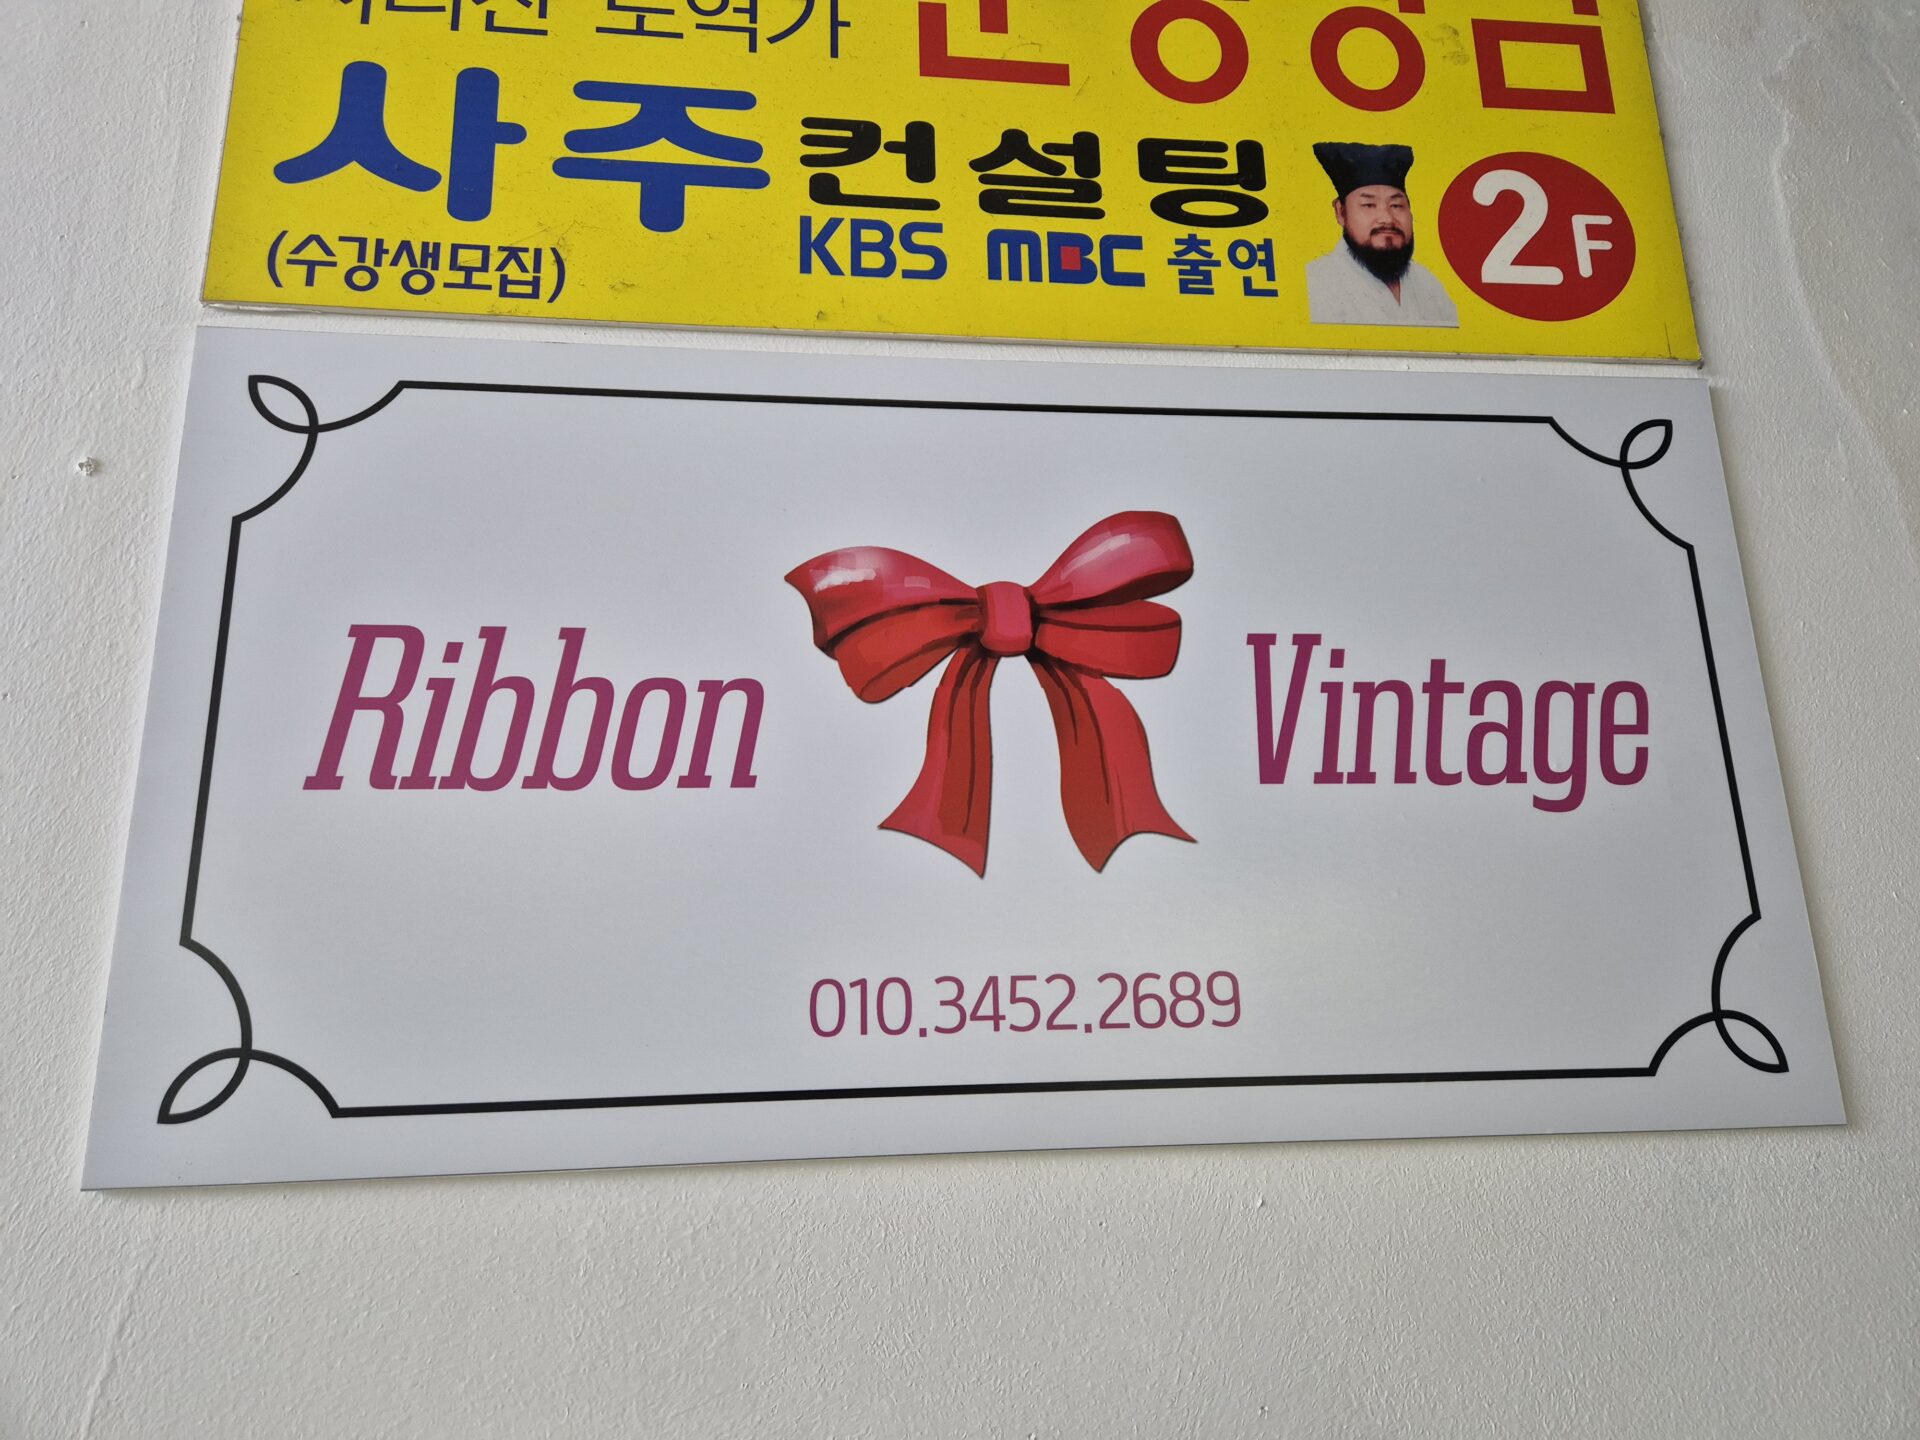 사주 컨설팅
(수강생모집) KBS MBC 출연
2F
Ribbon Vintage
010.3452.2689